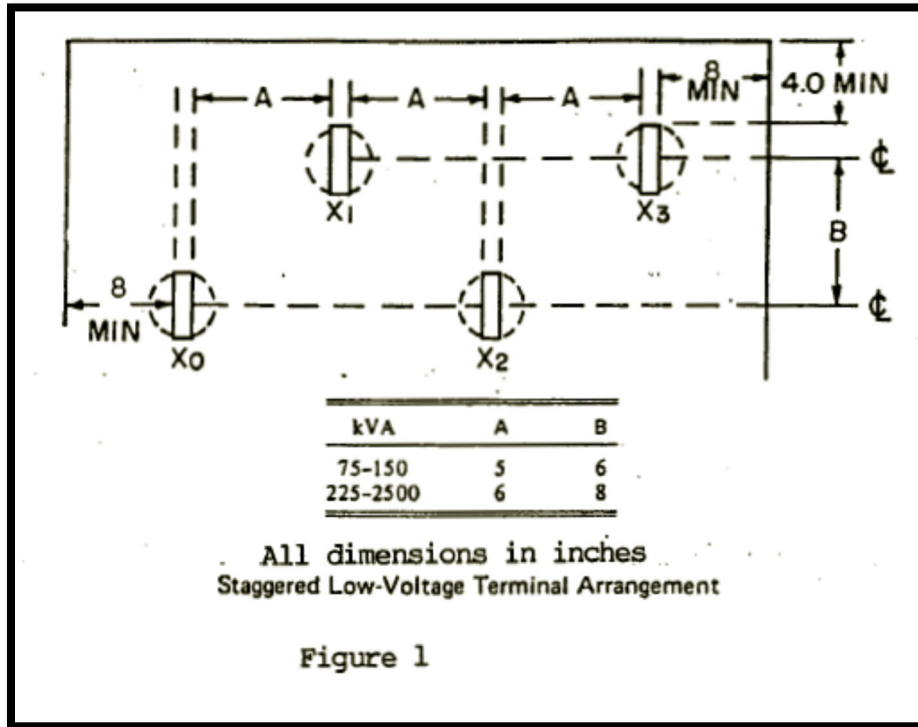 8
MIN
4.0 MIN
A
A
A
℄
X1
X3
B
8
MIN
℄
X0
X2
kVA A B
75-150 5 6
225-2500 6 8
All dimensions in inches
Staggered Low-Voltage Terminal Arrangement
Figure 1